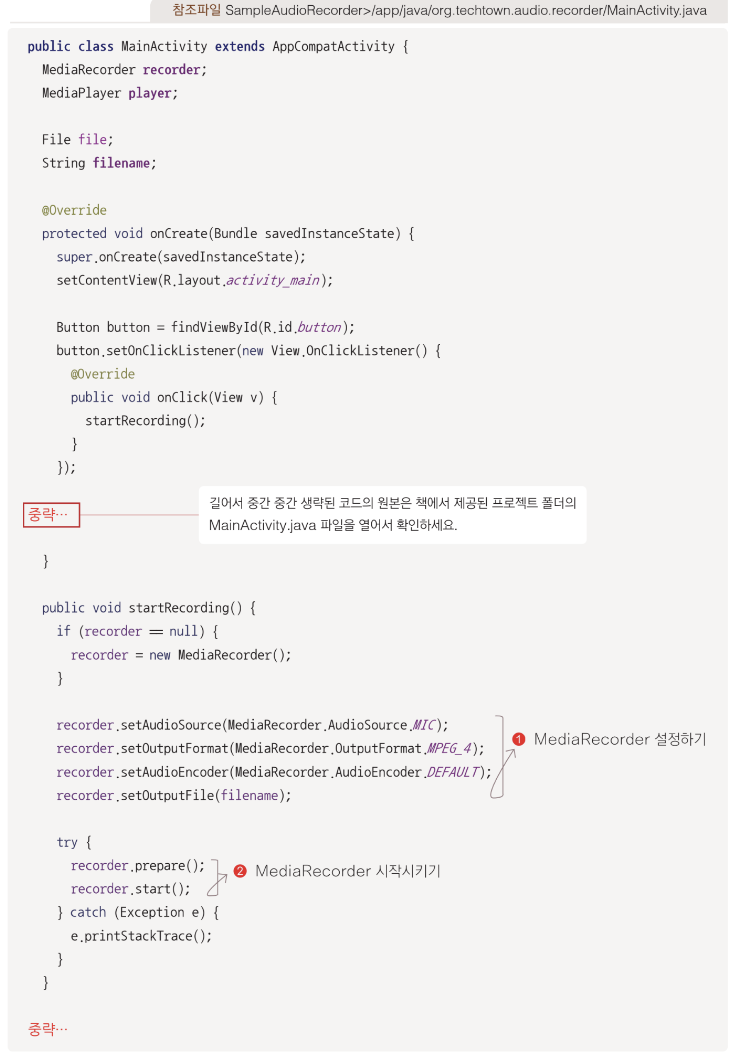 참조파일 SampleAudioRecorder>/app/java/org.techtown.audio.recorder/MainActivity.java
public class MainActivity extends AppCompatActivity {
MediaRecorder recorder;
MediaPlayer player;
File file;
String filename;
@Override
protected void onCreate(Bundle savedInstanceState) {
super.onCreate(savedInstanceState);
setContentView(R.layout.activity_main);
Button button = findViewById(R.id.button);
button.setOnClickListener(new View.OnClickListener() {
@Override
public void onClick(View v) {
startRecording();
}
});
중략…
길어서 중간 중간 생략된 코드의 원본은 책에서 제공된 프로젝트 폴더의
MainActivity.java 파일을 열어서 확인하세요.
}
public void startRecording() {
if (recorder == null) {
recorder = new MediaRecorder();
}
recorder.setAudioSource(MediaRecorder.AudioSource.MIC);
recorder.setOutputFormat(MediaRecorder.OutputFormat.MPEG_4);
recorder.setAudioEncoder(MediaRecorder.AudioEncoder.DEFAULT);
recorder.setOutputFile(filename);
❶ MediaRecorder 설정하기
try {
recorder.prepare();
recorder.start();
❷ MediaRecorder 시작시키기
} catch (Exception e) {
e.printStackTrace();
}
}
중략…